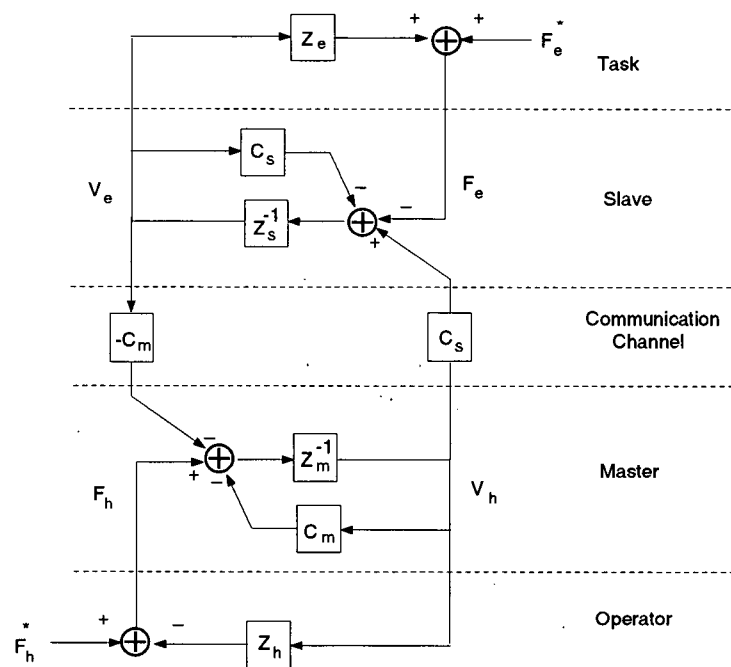 + +
Z_e
F_e^*
Task
C_s
−
V_e
F_e
Slave
−
Z_s^{-1}
+
Communication
Channel
-C_m
C_s
−
Z_m^{-1}
Master
+
−
F_h
V_h
C_m
Operator
+
−
F_h^*
Z_h